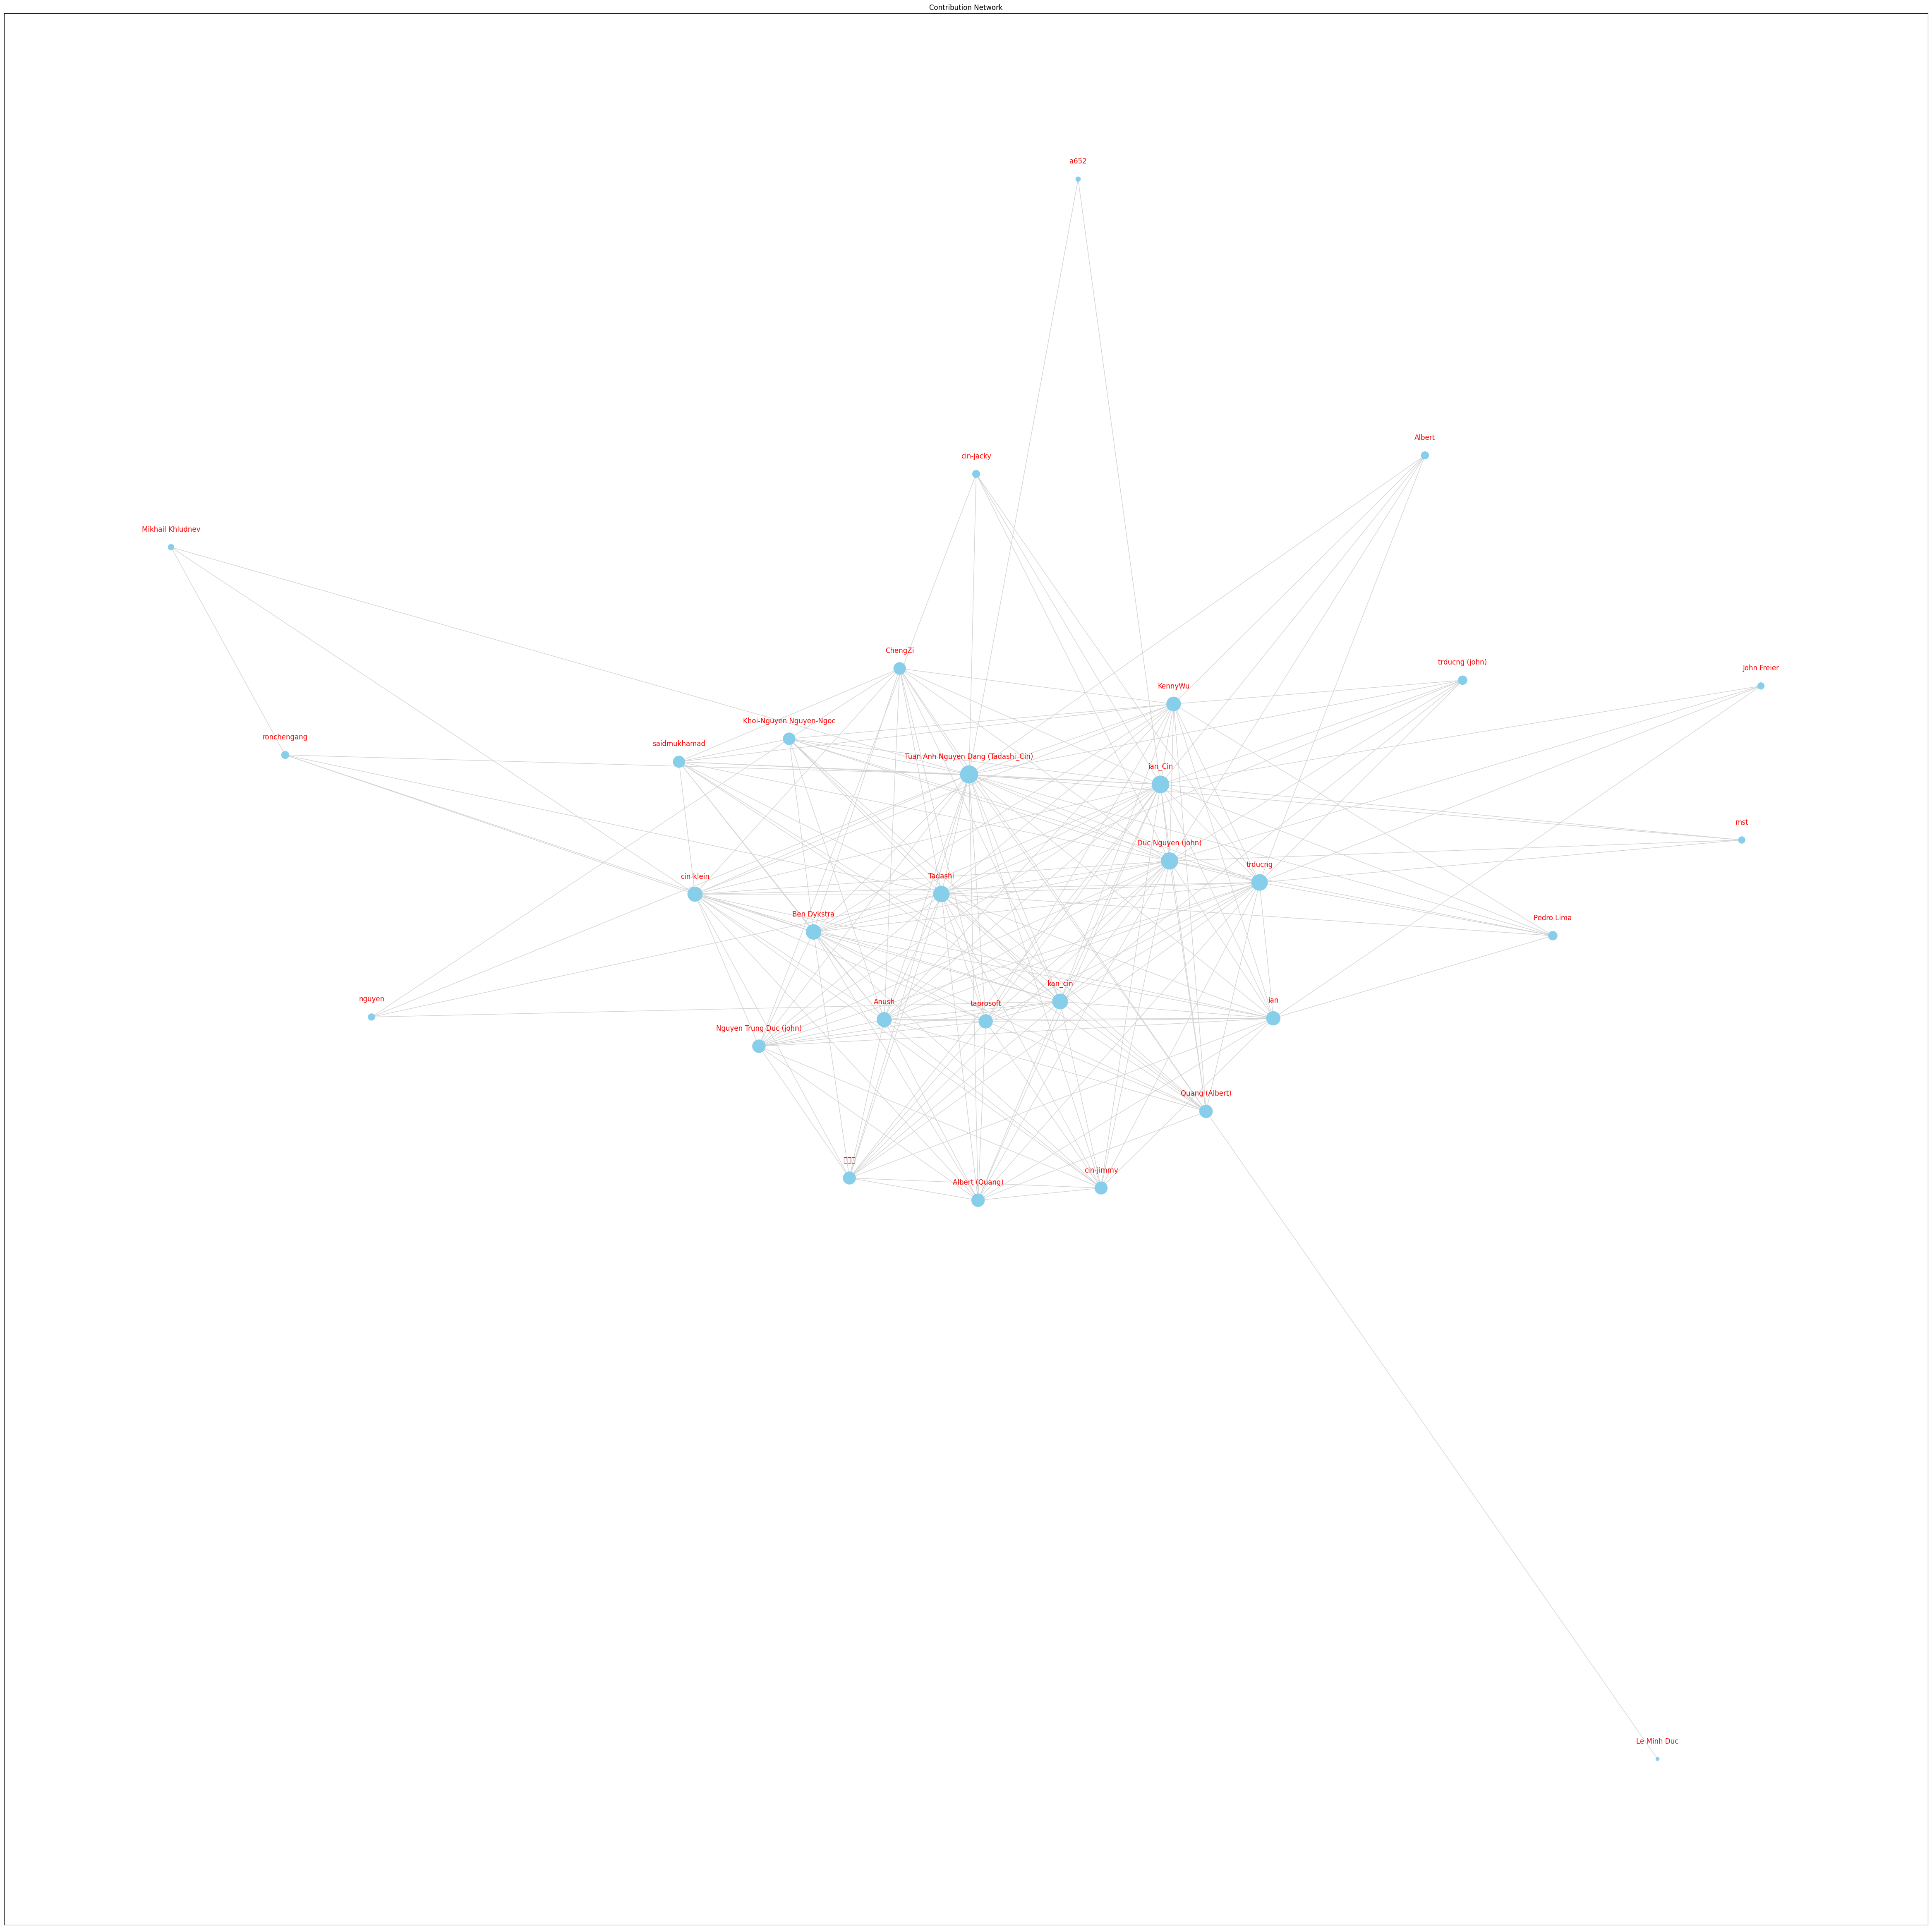 Contribution Network
a652
Albert
cin-jacky
Mikhail Khludnev
ChengZi
trducng (john)
John Freier
KennyWu
Khoi-Nguyen Nguyen-Ngoc
ronchengang
saidmukhamad
Tuan Anh Nguyen Dang (Tadashi_Cin)
ian_Cin
mst
Duc Nguyen (john)
trducng
cin-klein
Tadashi
Ben Dykstra
Pedro Lima
kan_cin
nguyen
Anush
taprosoft
ian
Nguyen Trung Duc (john)
Quang (Albert)
cin-jimmy
Albert (Quang)
Le Minh Duc